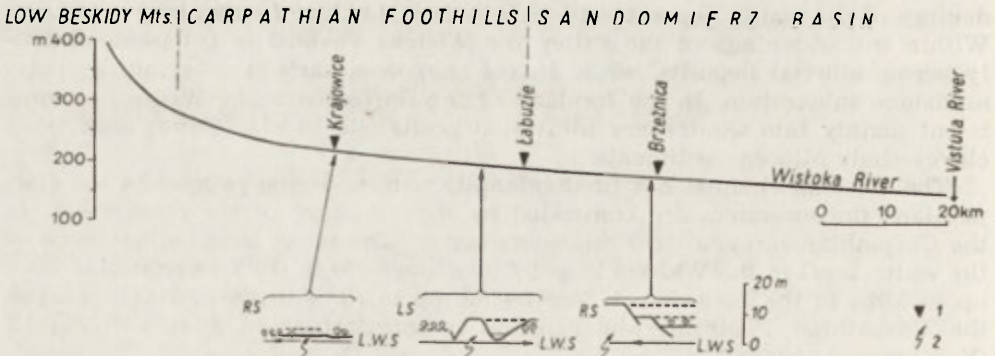 LOW BESKIDY Mts. CARPATHIAN FOOTHILLS SANDOMIERZ BASIN
m 400
300
200
100
Krajowice
Łabuzie
Brzeźnica
Vistula River
Wisłoka River
0 10 20km
RS
LS
RS
20 m
10
0
L.W.S
L.W.S
L.W.S
1
2